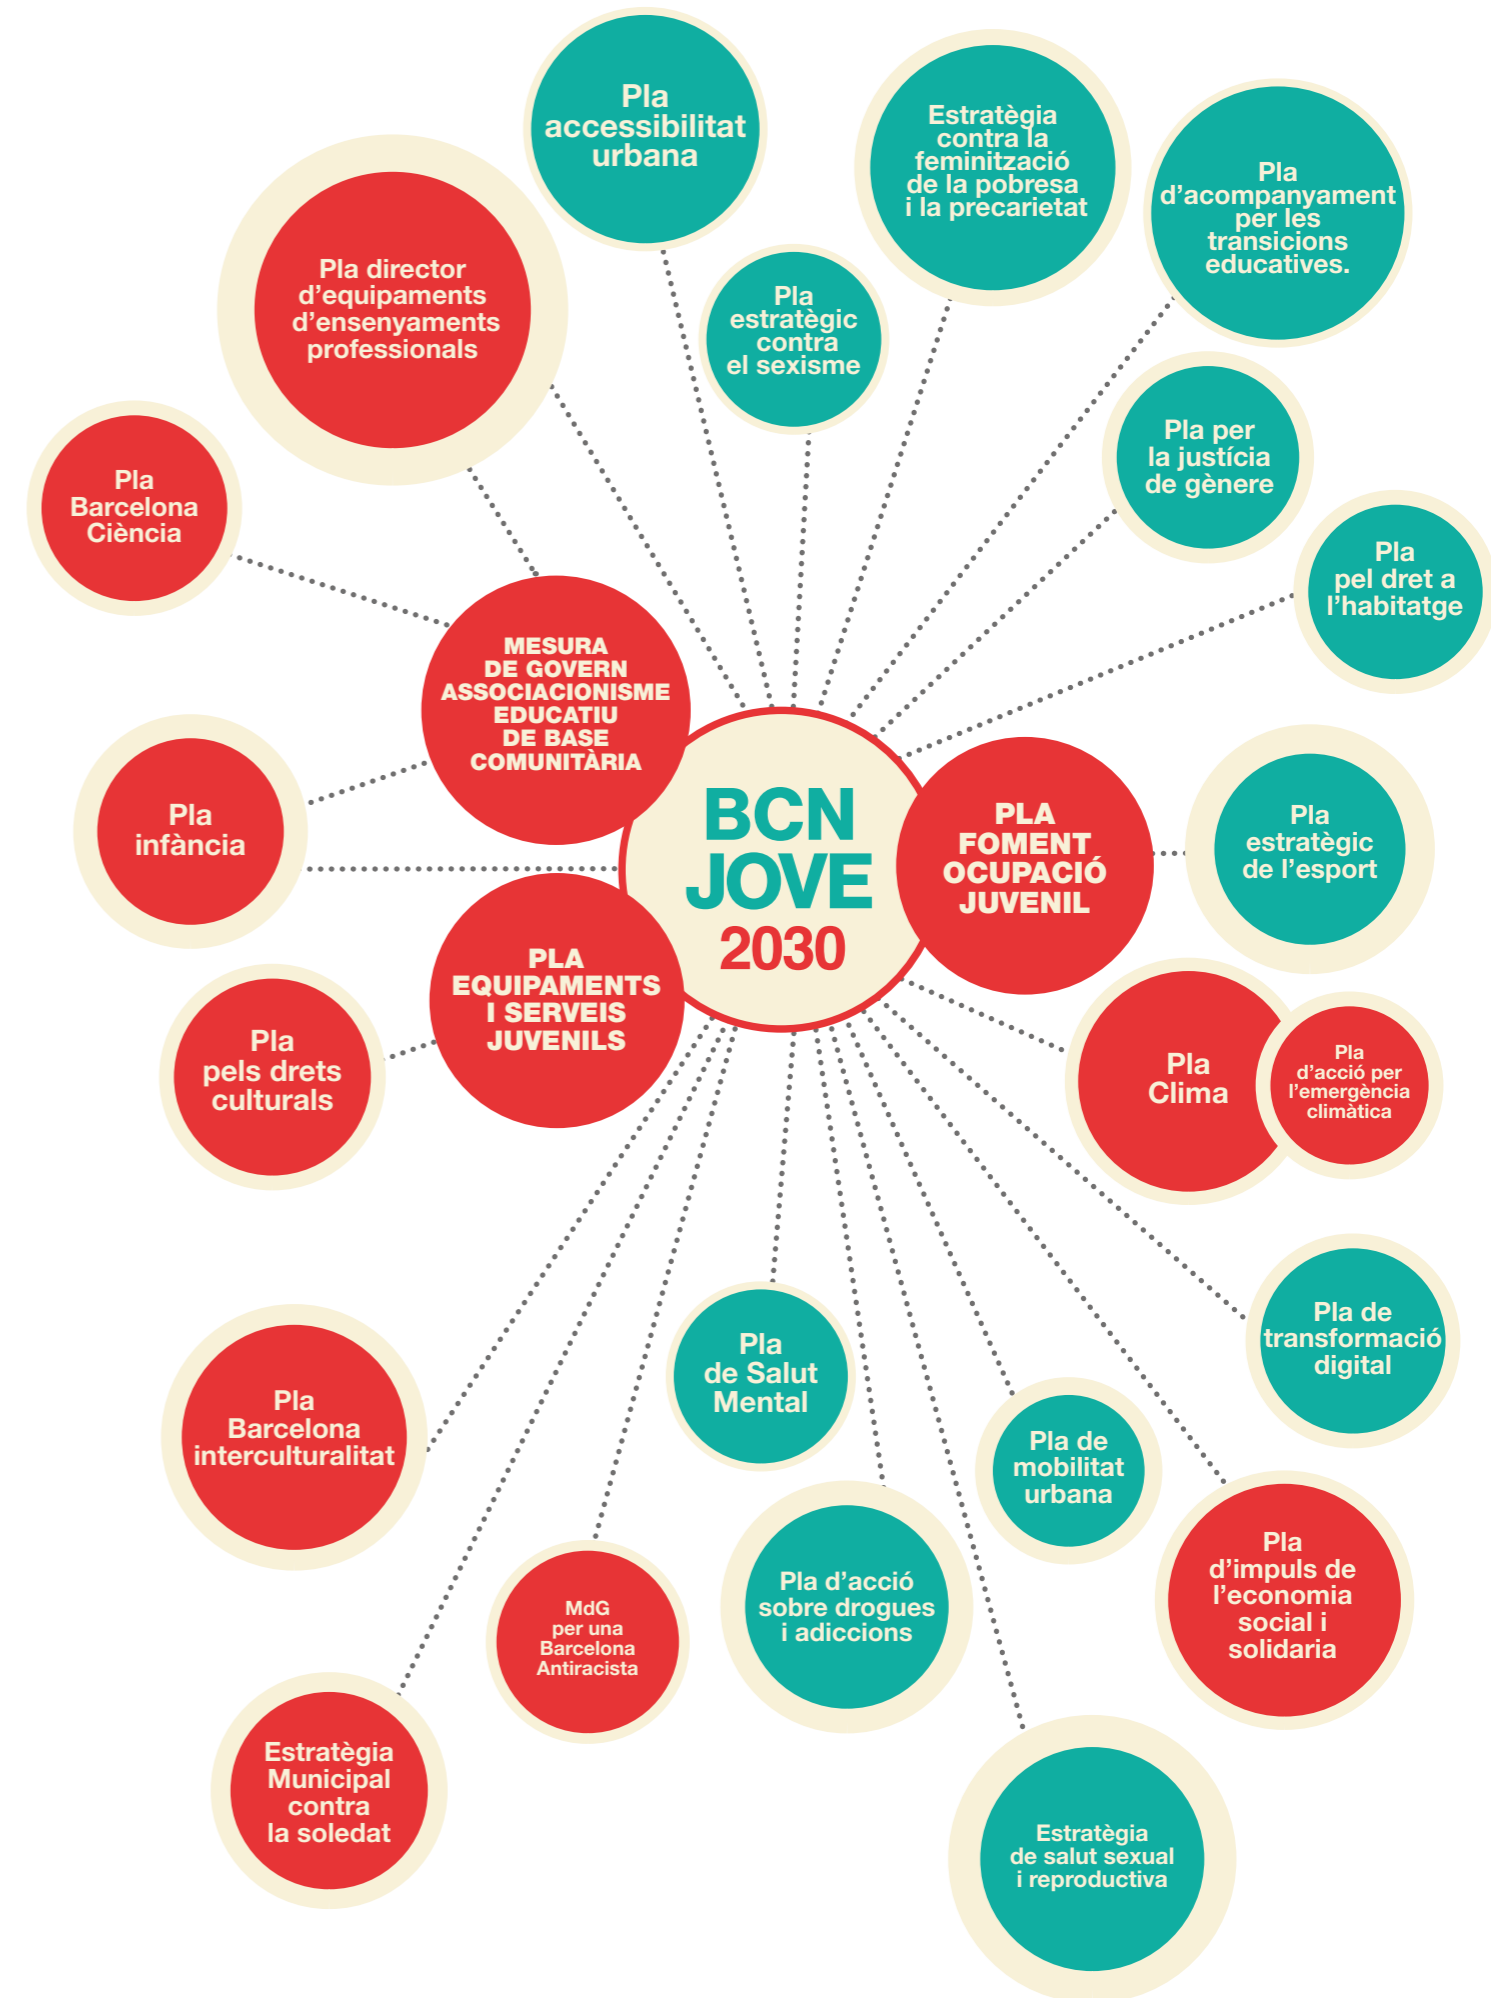 Pla
accessibilitat
urbana
Estratègia
contra la
feminització
de la pobresa
i la precarietat
Pla
d'acompanyament
per les
transicions
educatives.
Pla director
d'equipaments
d'ensenyaments
professionals
Pla
estratègic
contra
el sexisme
Pla per
la justícia
de gènere
Pla
Barcelona
Ciència
Pla
pel dret a
l'habitatge
MESURA
DE GOVERN
ASSOCIACIONISME
EDUCATIU
DE BASE
COMUNITÀRIA
BCN
JOVE
2030
PLA
FOMENT
OCUPACIÓ
JUVENIL
Pla
estratègic
de l'esport
Pla
infància
PLA
EQUIPAMENTS
I SERVEIS
JUVENILS
Pla
pels drets
culturals
Pla
Clima
Pla
d'acció per
l'emergència
climàtica
Pla de
transformació
digital
Pla
de Salut
Mental
Pla
Barcelona
interculturalitat
Pla de
mobilitat
urbana
Pla
d'impuls de
l'economia
social i
solidaria
Pla d'acció
sobre drogues
i adiccions
MdG
per una
Barcelona
Antiracista
Estratègia
Municipal
contra
la soledat
Estratègia
de salut sexual
i reproductiva